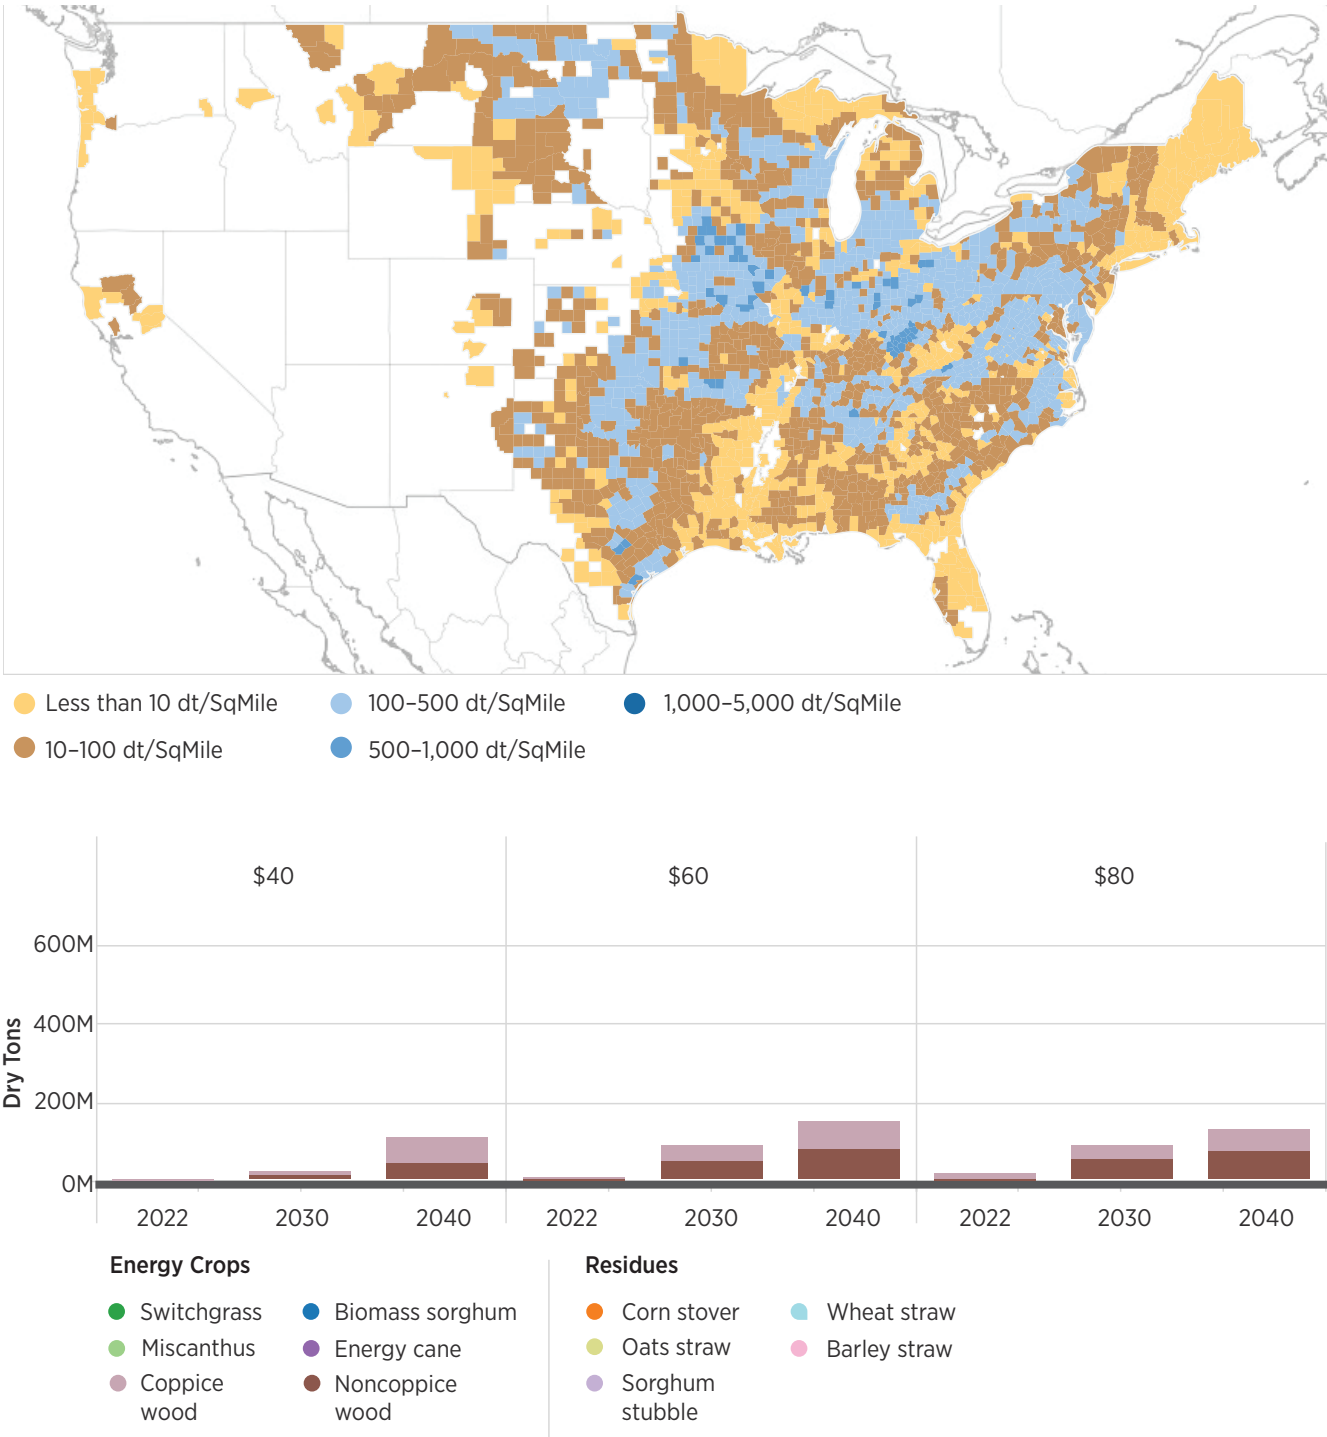 Less than 10 dt/SqMile
100–500 dt/SqMile
1,000–5,000 dt/SqMile
10–100 dt/SqMile
500–1,000 dt/SqMile
$40
$60
$80
600M
400M
200M
0M
Dry Tons
2022
2030
2040
2022
2030
2040
2022
2030
2040
Energy Crops
Switchgrass
Biomass sorghum
Miscanthus
Energy cane
Coppice
wood
Noncoppice
wood
Residues
Corn stover
Wheat straw
Oats straw
Barley straw
Sorghum
stubble